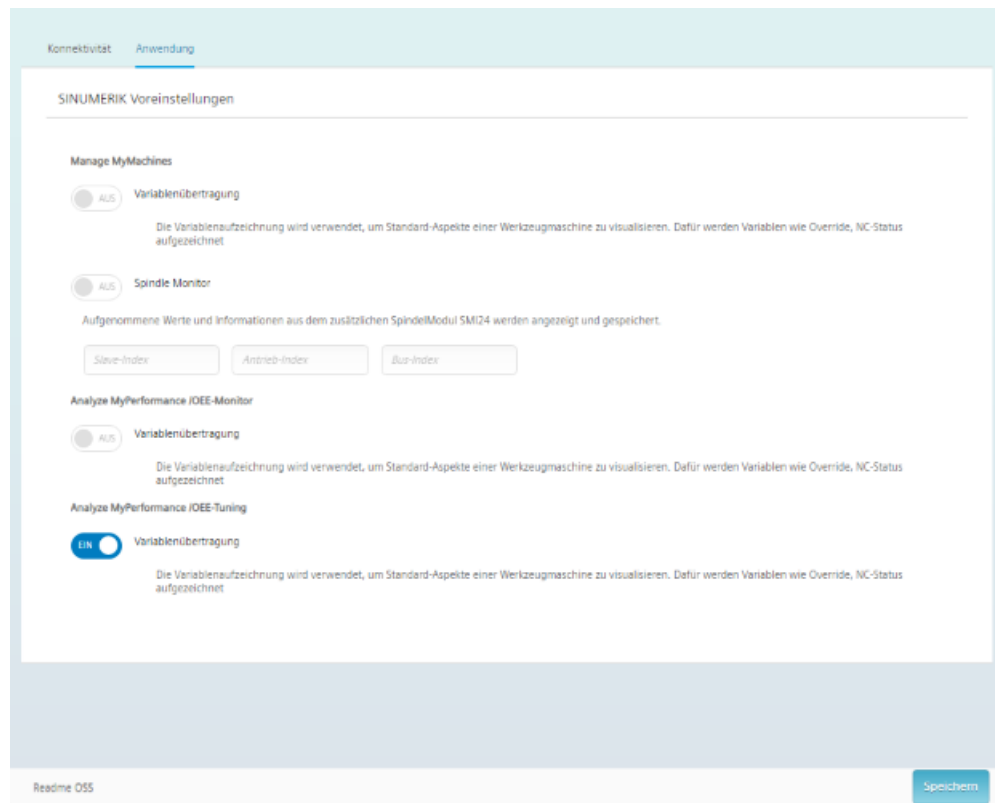 Konnektivität Anwendung
SINUMERIK Voreinstellungen
Manage MyMachines
AUS Variablenübertragung
Die Variablenaufzeichnung wird verwendet, um Standard-Aspekte einer Werkzeugmaschine zu visualisieren. Dafür werden Variablen wie Override, NC-Status
aufgezeichnet
AUS Spindle Monitor
Aufgenommene Werte und Informationen aus dem zusätzlichen SpindelModul SMI24 werden angezeigt und gespeichert.
Slave-Index Antrieb-Index Bus-Index
Analyze MyPerformance /OEE-Monitor
AUS Variablenübertragung
Die Variablenaufzeichnung wird verwendet, um Standard-Aspekte einer Werkzeugmaschine zu visualisieren. Dafür werden Variablen wie Override, NC-Status
aufgezeichnet
Analyze MyPerformance /OEE-Tuning
EIN Variablenübertragung
Die Variablenaufzeichnung wird verwendet, um Standard-Aspekte einer Werkzeugmaschine zu visualisieren. Dafür werden Variablen wie Override, NC-Status
aufgezeichnet
Readme OSS Speichern